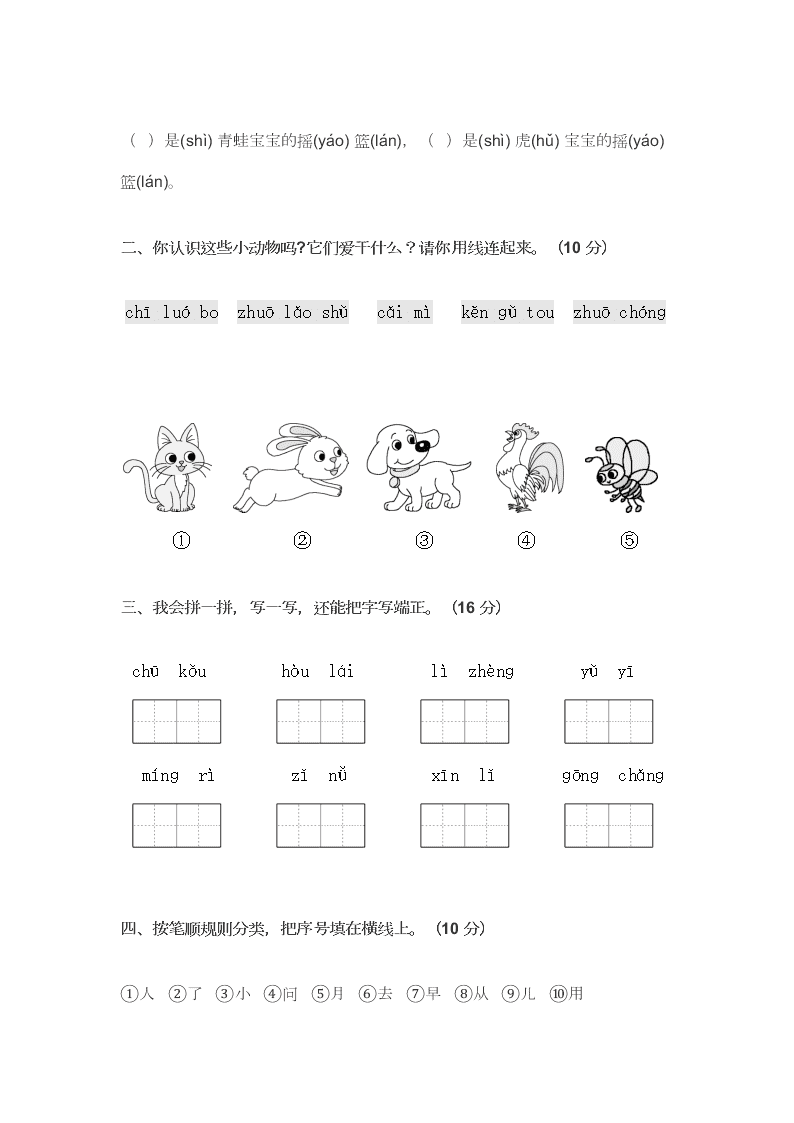 （  ）是(shì) 青蛙宝宝的摇(yáo) 篮(lán)，（  ）是(shì) 虎(hǔ) 宝宝的摇(yáo)
篮(lán)。
二、你认识这些小动物吗?它们爱干什么？请你用线连起来。（10 分）
chī luó bo  zhuō lǎo shǔ  cǎi mì  kěn gǔ tou  zhuō chóng
①  ②  ③  ④  ⑤
三、我会拼一拼，写一写，还能把字写端正。（16 分）
chū kǒu  hòu lái  lì zhèng  yǔ yī
míng rì  zǐ nǚ  xīn lǐ  gōng chǎng
四、按笔顺规则分类，把序号填在横线上。（10 分）
①人  ②了  ③小  ④问  ⑤月  ⑥去  ⑦早  ⑧从  ⑨儿  ⑩用